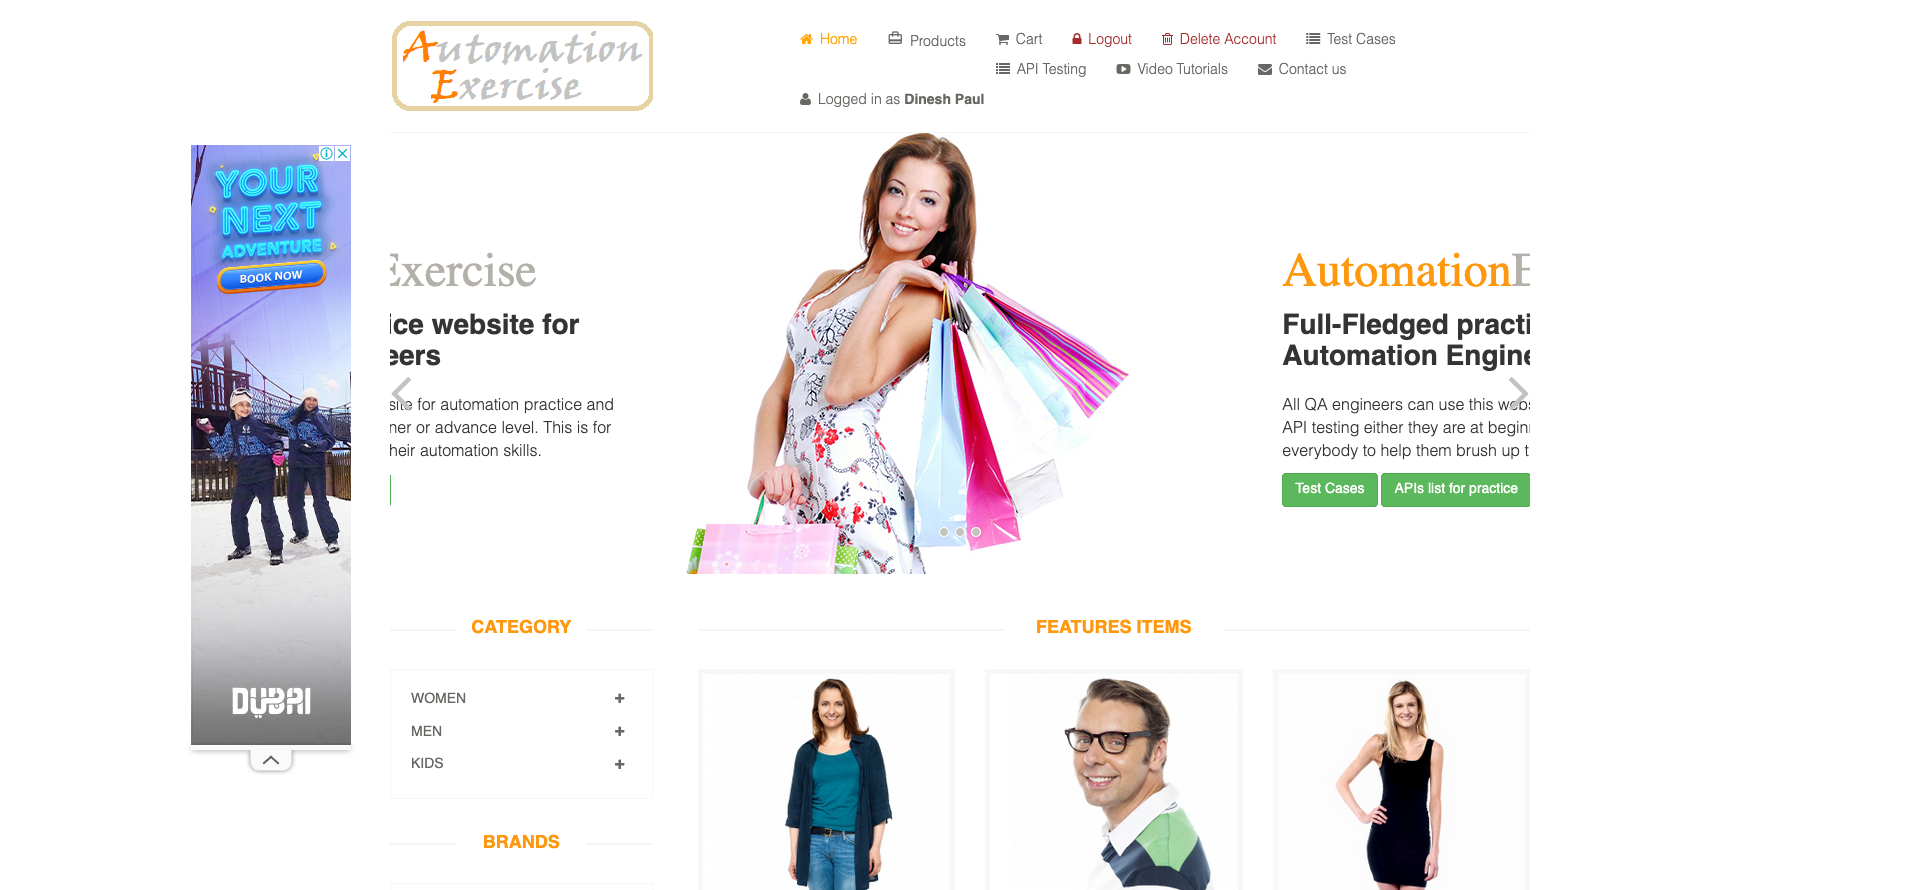 Automation
Exercise
Home
Products
Cart
Logout
Delete Account
Test Cases
API Testing
Video Tutorials
Contact us
Logged in as Dinesh Paul
YOUR
NEXT
ADVENTURE
BOOK NOW
DUBAI
Exercise
ice website for
eers
site for automation practice and
ner or advance level. This is for
heir automation skills.
AutomationE
Full-Fledged practi
Automation Engine
All QA engineers can use this webs
API testing either they are at beginn
everybody to help them brush up t
Test Cases
APIs list for practice
CATEGORY
WOMEN
MEN
KIDS
BRANDS
FEATURES ITEMS